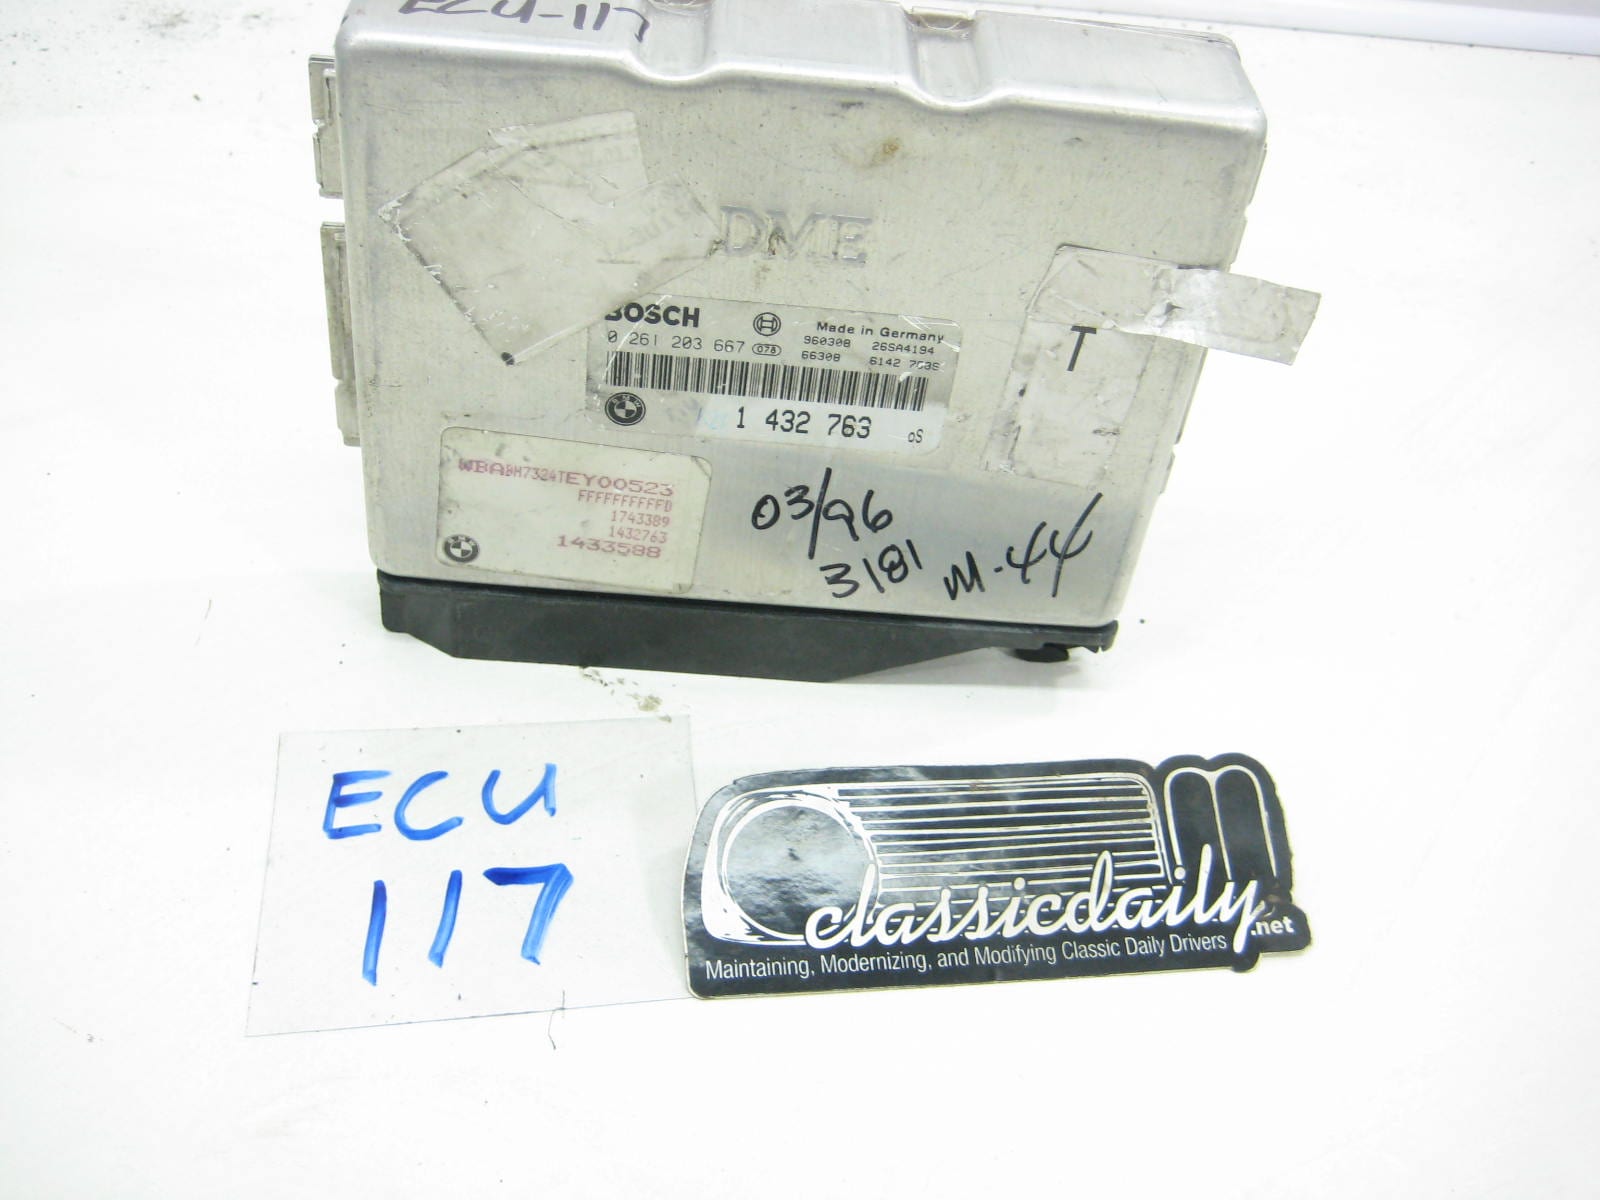 ECU-117
DME
BOSCH
Made in Germany
0 261 203 667 078
960308 26SA4194
66308 6142
1 432 763 oS
T
WBABH7324TEY00523
FFFFFFFFFFD
1743389
1432763
1433588
03/96
318i M-44
ECU
117
classicdaily.net
Maintaining, Modernizing, and Modifying Classic Daily Drivers